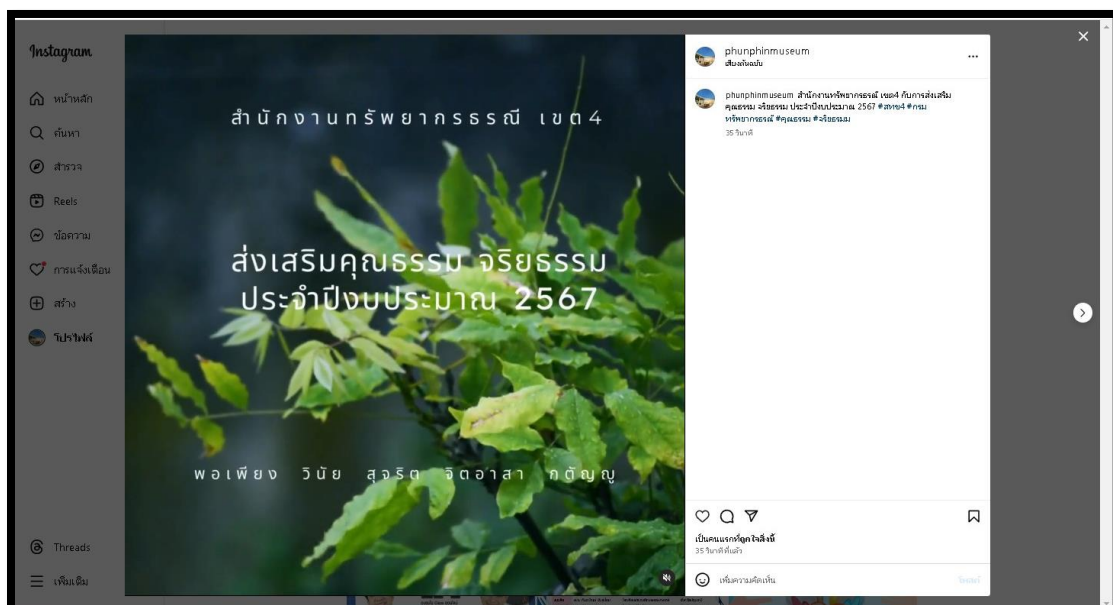 Instagram
หน้าหลัก
ค้นหา
สำรวจ
Reels
ข้อความ
การแจ้งเตือน
สร้าง
โปรไฟล์
Threads
เพิ่มเติม
สำนักงานทรัพยากรธรณี เขต4
ส่งเสริมคุณธรรม จริยธรรม
ประจำปีงบประมาณ 2567
พอเพียง วินัย สุจริต จิตอาสา กตัญญู
phunphinmuseum
เสียงต้นฉบับ
phunphinmuseum สำนักงานทรัพยากรธรณี เขต4 กับการส่งเสริม
คุณธรรม จริยธรรม ประจำปีงบประมาณ 2567 #สทข4 #กรม
ทรัพยากรธรณี #คุณธรรม #จริยธรรม
35 วินาที
เป็นคนแรกที่ถูกใจสิ่งนี้
35 วินาทีที่แล้ว
เพิ่มความคิดเห็น
โพสต์